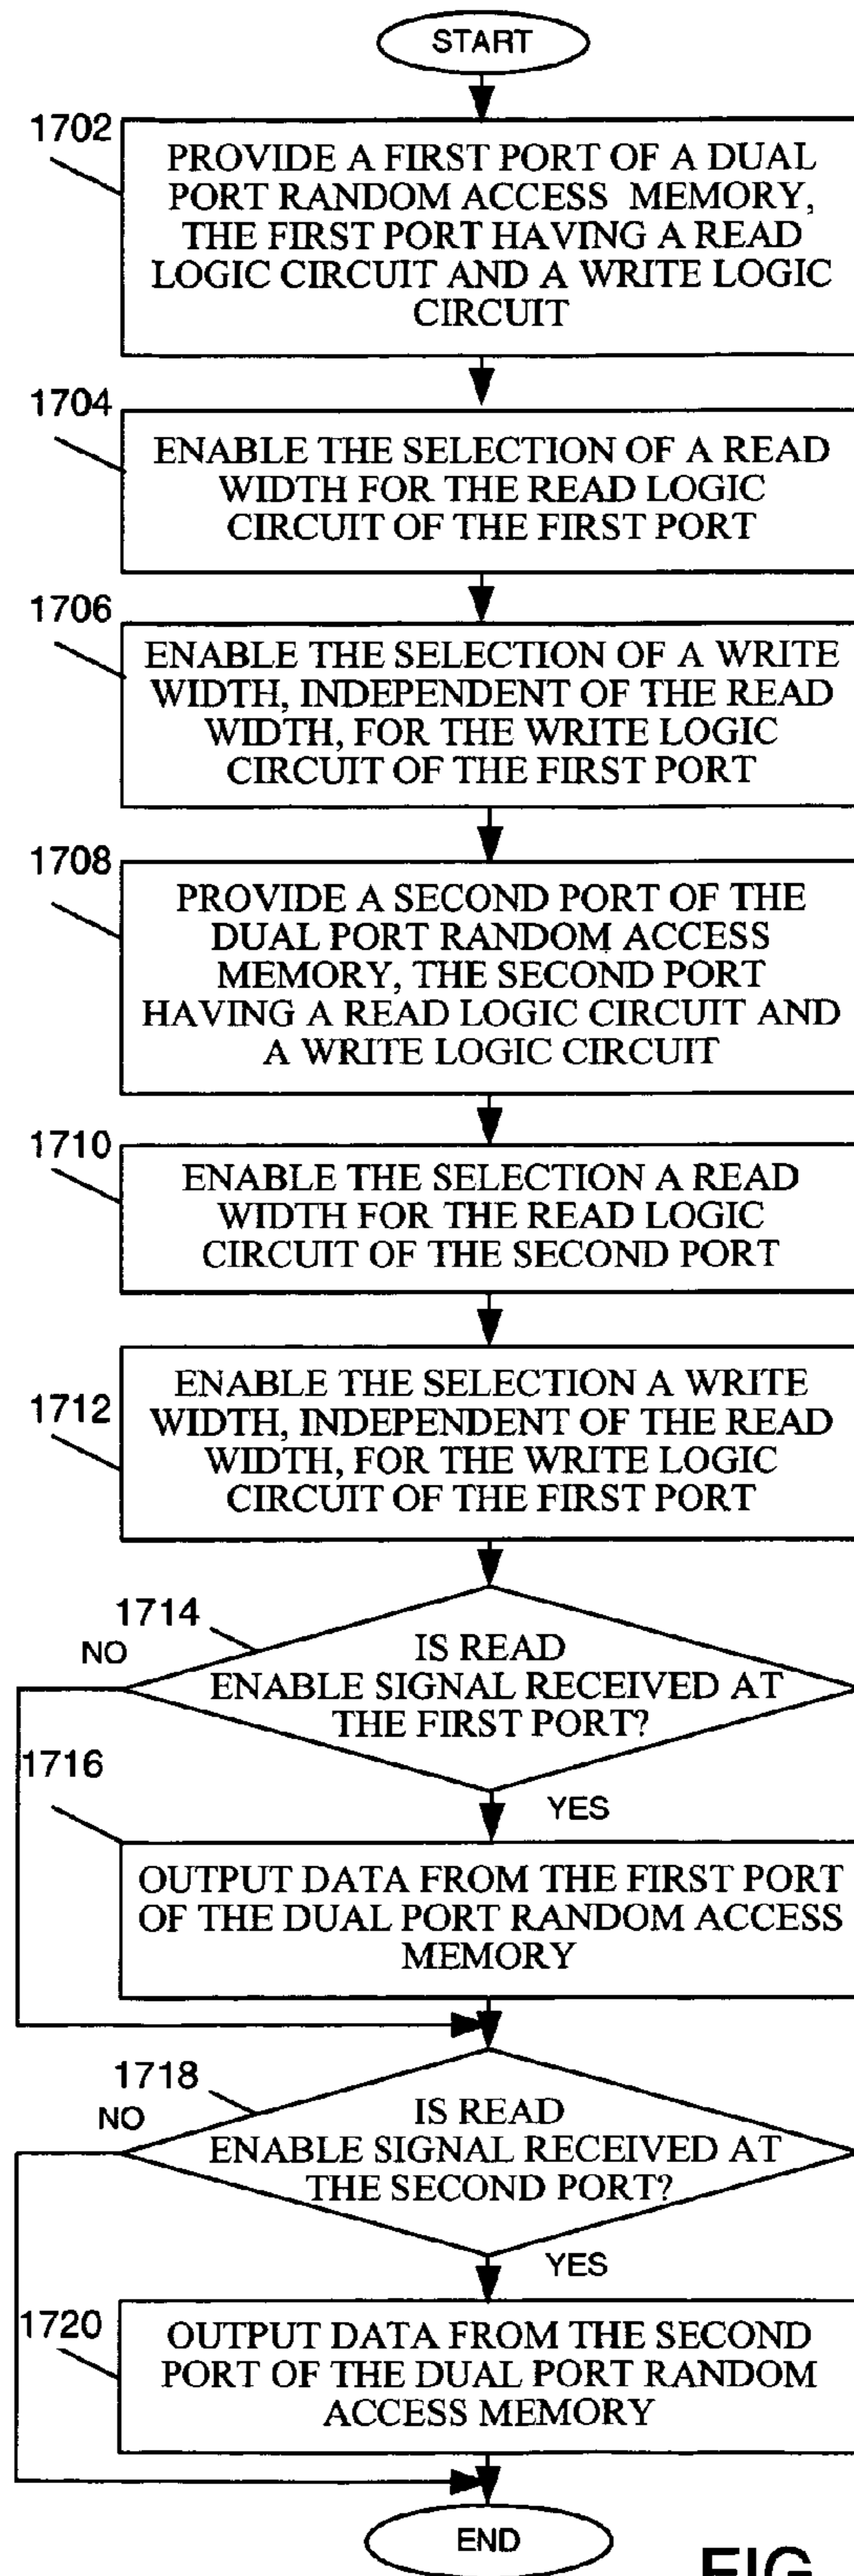 START
1702
PROVIDE A FIRST PORT OF A DUAL
PORT RANDOM ACCESS MEMORY,
THE FIRST PORT HAVING A READ
LOGIC CIRCUIT AND A WRITE LOGIC
CIRCUIT
1704
ENABLE THE SELECTION OF A READ
WIDTH FOR THE READ LOGIC
CIRCUIT OF THE FIRST PORT
1706
ENABLE THE SELECTION OF A WRITE
WIDTH, INDEPENDENT OF THE READ
WIDTH, FOR THE WRITE LOGIC
CIRCUIT OF THE FIRST PORT
1708
PROVIDE A SECOND PORT OF THE
DUAL PORT RANDOM ACCESS
MEMORY, THE SECOND PORT
HAVING A READ LOGIC CIRCUIT AND
A WRITE LOGIC CIRCUIT
1710
ENABLE THE SELECTION A READ
WIDTH FOR THE READ LOGIC
CIRCUIT OF THE SECOND PORT
1712
ENABLE THE SELECTION A WRITE
WIDTH, INDEPENDENT OF THE READ
WIDTH, FOR THE WRITE LOGIC
CIRCUIT OF THE FIRST PORT
1714
NO
IS READ
ENABLE SIGNAL RECEIVED AT
THE FIRST PORT?
YES
1716
OUTPUT DATA FROM THE FIRST PORT
OF THE DUAL PORT RANDOM ACCESS
MEMORY
1718
NO
IS READ
ENABLE SIGNAL RECEIVED AT
THE SECOND PORT?
YES
1720
OUTPUT DATA FROM THE SECOND
PORT OF THE DUAL PORT RANDOM
ACCESS MEMORY
END
FIG